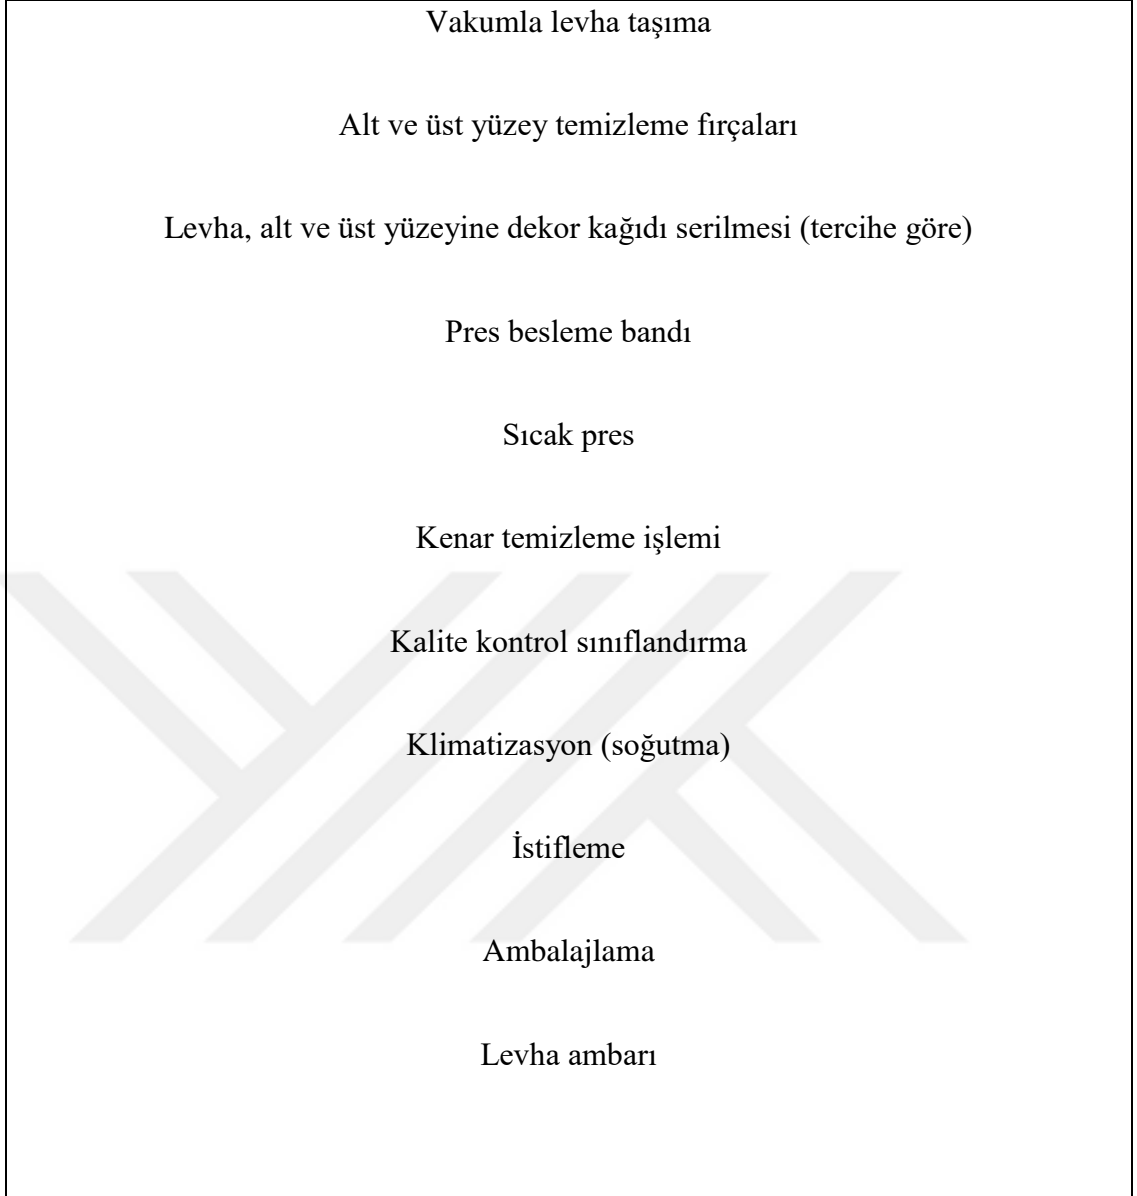 Vakumla levha taşıma
Alt ve üst yüzey temizleme fırçaları
Levha, alt ve üst yüzeyine dekor kağıdı serilmesi (tercihe göre)
Pres besleme bandı
Sıcak pres
Kenar temizleme işlemi
Kalite kontrol sınıflandırma
Klimatizasyon (soğutma)
İstifleme
Ambalajlama
Levha ambarı